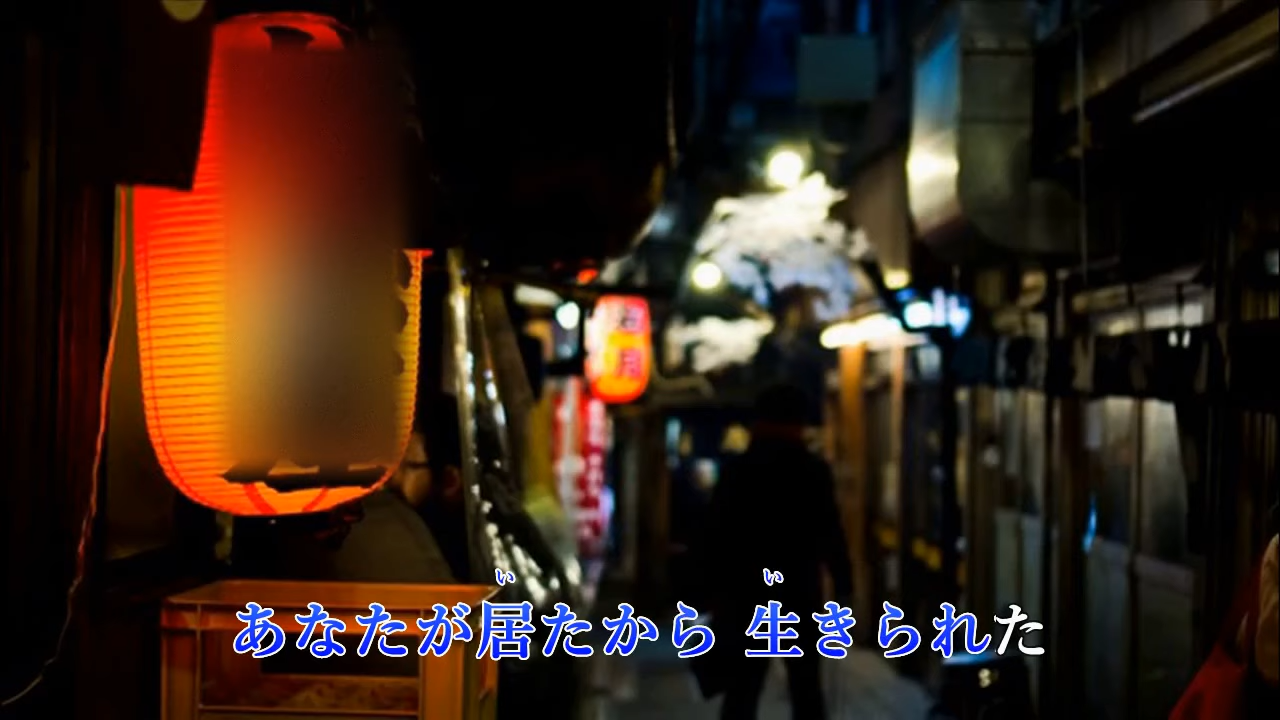 い い
あなたが居たから 生きられた